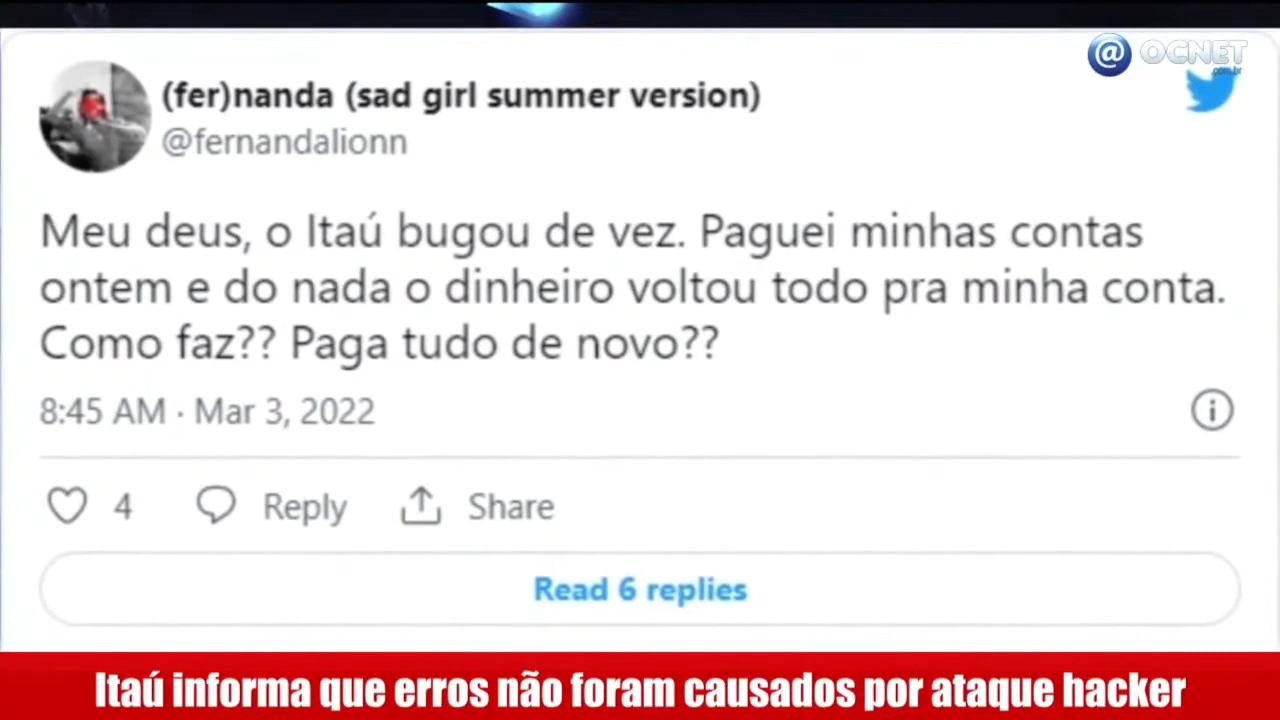 @ OCNET
.com.br
(fer)nanda (sad girl summer version)
@fernandalionn
Meu deus, o Itaú bugou de vez. Paguei minhas contas
ontem e do nada o dinheiro voltou todo pra minha conta.
Como faz?? Paga tudo de novo??
8:45 AM · Mar 3, 2022
4 Reply Share
Read 6 replies
Itaú informa que erros não foram causados por ataque hacker